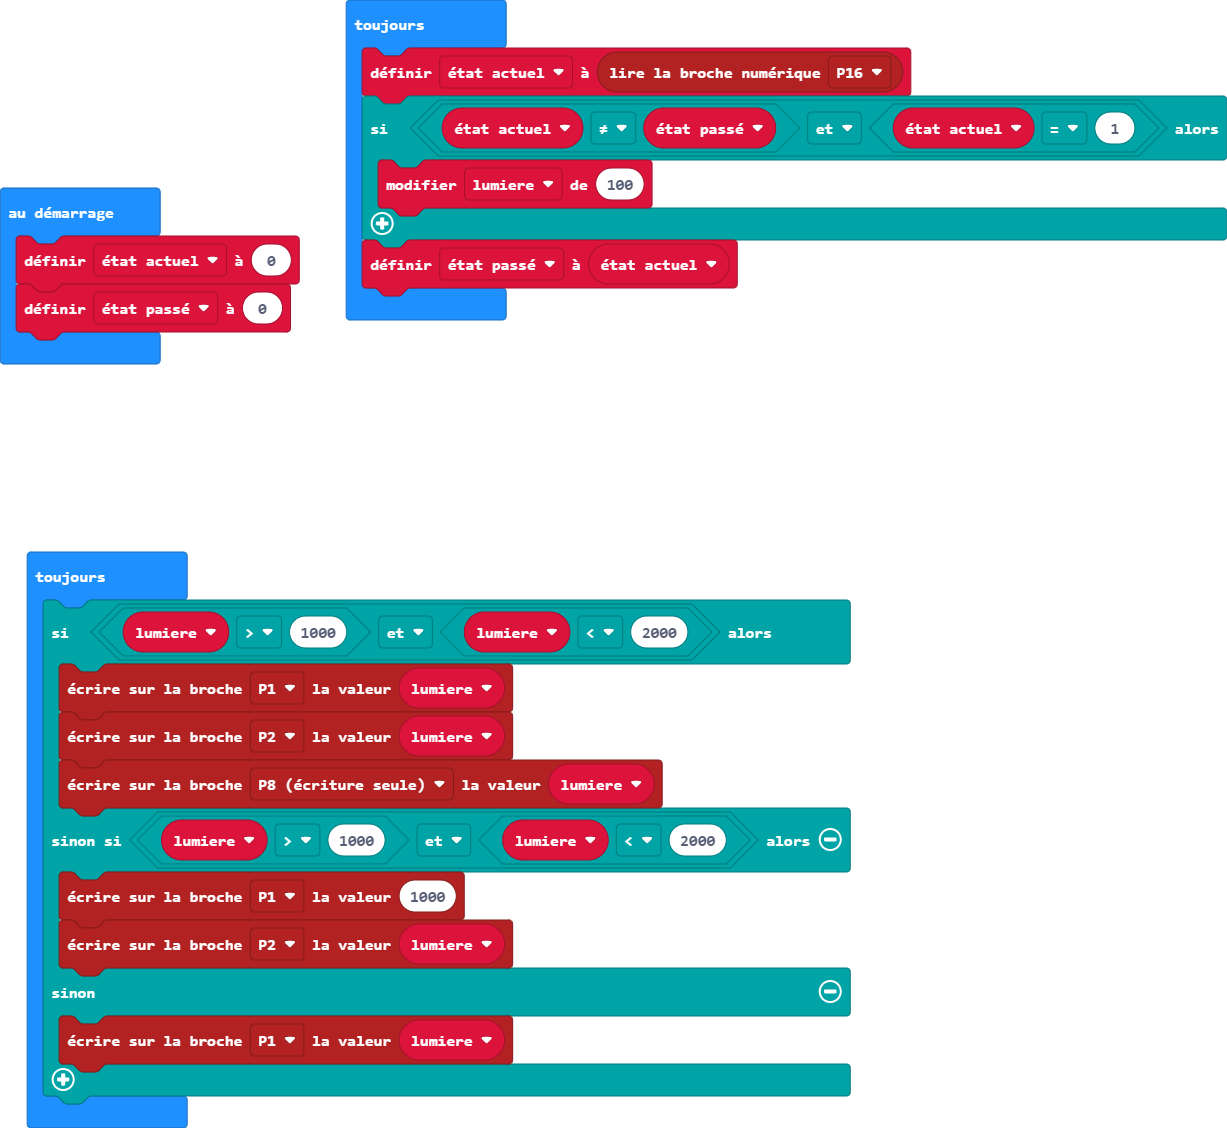 toujours
définir état actuel à lire la broche numérique P16
si état actuel ≠ état passé et état actuel = 1 alors
modifier lumiere de 100
définir état passé à état actuel
au démarrage
définir état actuel à 0
définir état passé à 0
toujours
si lumiere > 1000 et lumiere < 2000 alors
écrire sur la broche P1 la valeur lumiere
écrire sur la broche P2 la valeur lumiere
écrire sur la broche P8 (écriture seule) la valeur lumiere
sinon si lumiere > 1000 et lumiere < 2000 alors
écrire sur la broche P1 la valeur 1000
écrire sur la broche P2 la valeur lumiere
sinon
écrire sur la broche P1 la valeur lumiere